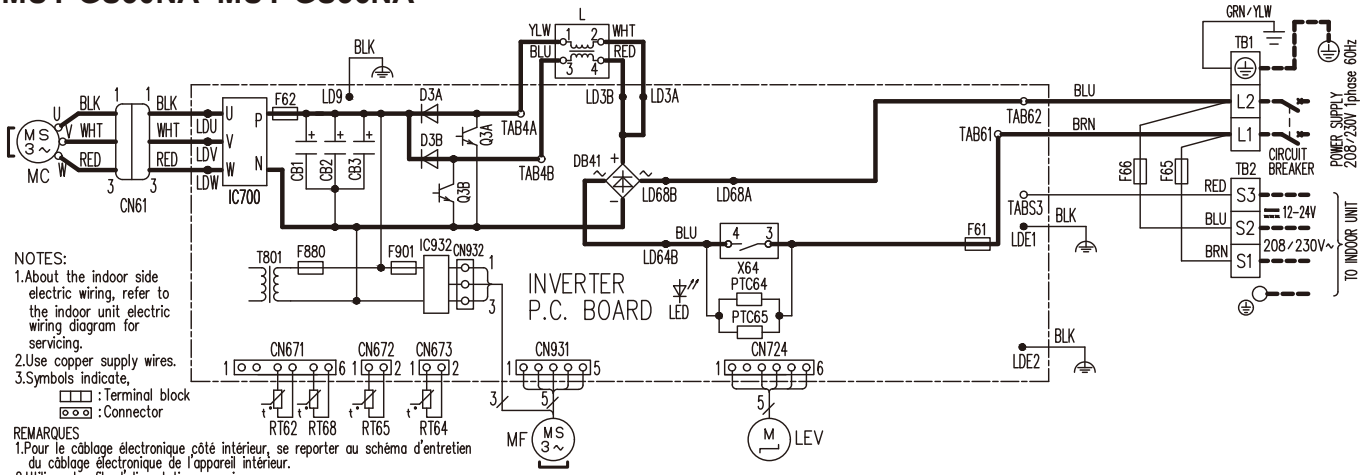 L
YLW 1 2 WHT
BLU 3 4 RED
GRN/YLW
TB1
L2
L1
CIRCUIT BREAKER
POWER SUPPLY
208/230V 1phase 60Hz
BLU
BRN
TAB62
TAB61
F66
F65
TB2
RED S3
12-24V
BLU S2
208/230V~
BRN S1
TO INDOOR UNIT
TABS3
LDE1
BLK
LDE2
BLK
BLK
LD9
MS
3~
MC
U
V
W
BLK
WHT
RED
1
3
1
3
CN61
BLK
WHT
RED
LDU
LDV
LDW
U
V
W
P
N
IC700
F62
CB1
CB2
CB3
D3A
D3B
Q3A
Q3B
TAB4A
TAB4B
LD3B
LD3A
DB41
+
-
LD68B
LD68A
BLU
LD64B
4 3
X64
PTC64
PTC65
F61
LED
T801
F880
F901
IC932
CN932
1
3
INVERTER
P.C. BOARD
CN671
1 6
CN672
1 2
CN673
1 2
CN931
1 5
CN724
1 6
t°
RT62
t°
RT68
t°
RT65
t°
RT64
3
5
MF
MS
3~
5
M
LEV
NOTES:
1.About the indoor side
electric wiring, refer to
the indoor unit electric
wiring diagram for
servicing.
2.Use copper supply wires.
3.Symbols indicate,
: Terminal block
: Connector
REMARQUES
1.Pour le câblage électronique côté intérieur, se reporter au schéma d'entretien
du câblage électronique de l'appareil intérieur.